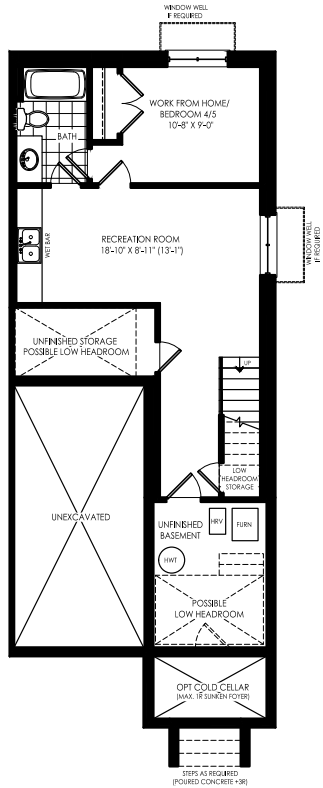 WINDOW WELL
IF REQUIRED
WORK FROM HOME/
BEDROOM 4/5
10'-8" X 9'-0"
BATH
WET BAR
RECREATION ROOM
18'-10" X 8'-11" (13'-1")
WINDOW WELL
IF REQUIRED
UNFINISHED STORAGE
POSSIBLE LOW HEADROOM
UP
LOW
HEADROOM
STORAGE
UNEXCAVATED
UNFINISHED
BASEMENT
HRV
FURN
HWT
POSSIBLE
LOW HEADROOM
OPT COLD CELLAR
(MAX. 1R SUNKEN FOYER)
STEPS AS REQUIRED
(POURED CONCRETE +3R)